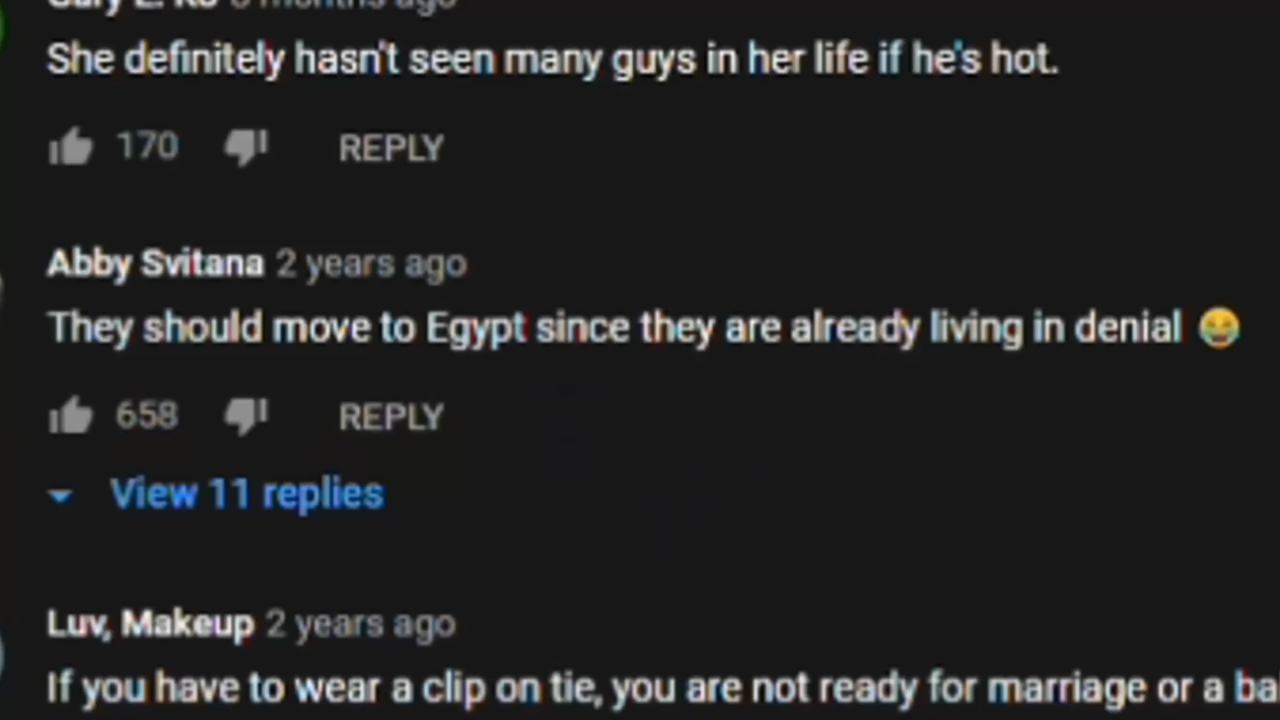 She definitely hasn't seen many guys in her life if he's hot.
170 REPLY
Abby Svitana 2 years ago
They should move to Egypt since they are already living in denial 😂
658 REPLY
View 11 replies
Luv, Makeup 2 years ago
If you have to wear a clip on tie, you are not ready for marriage or a